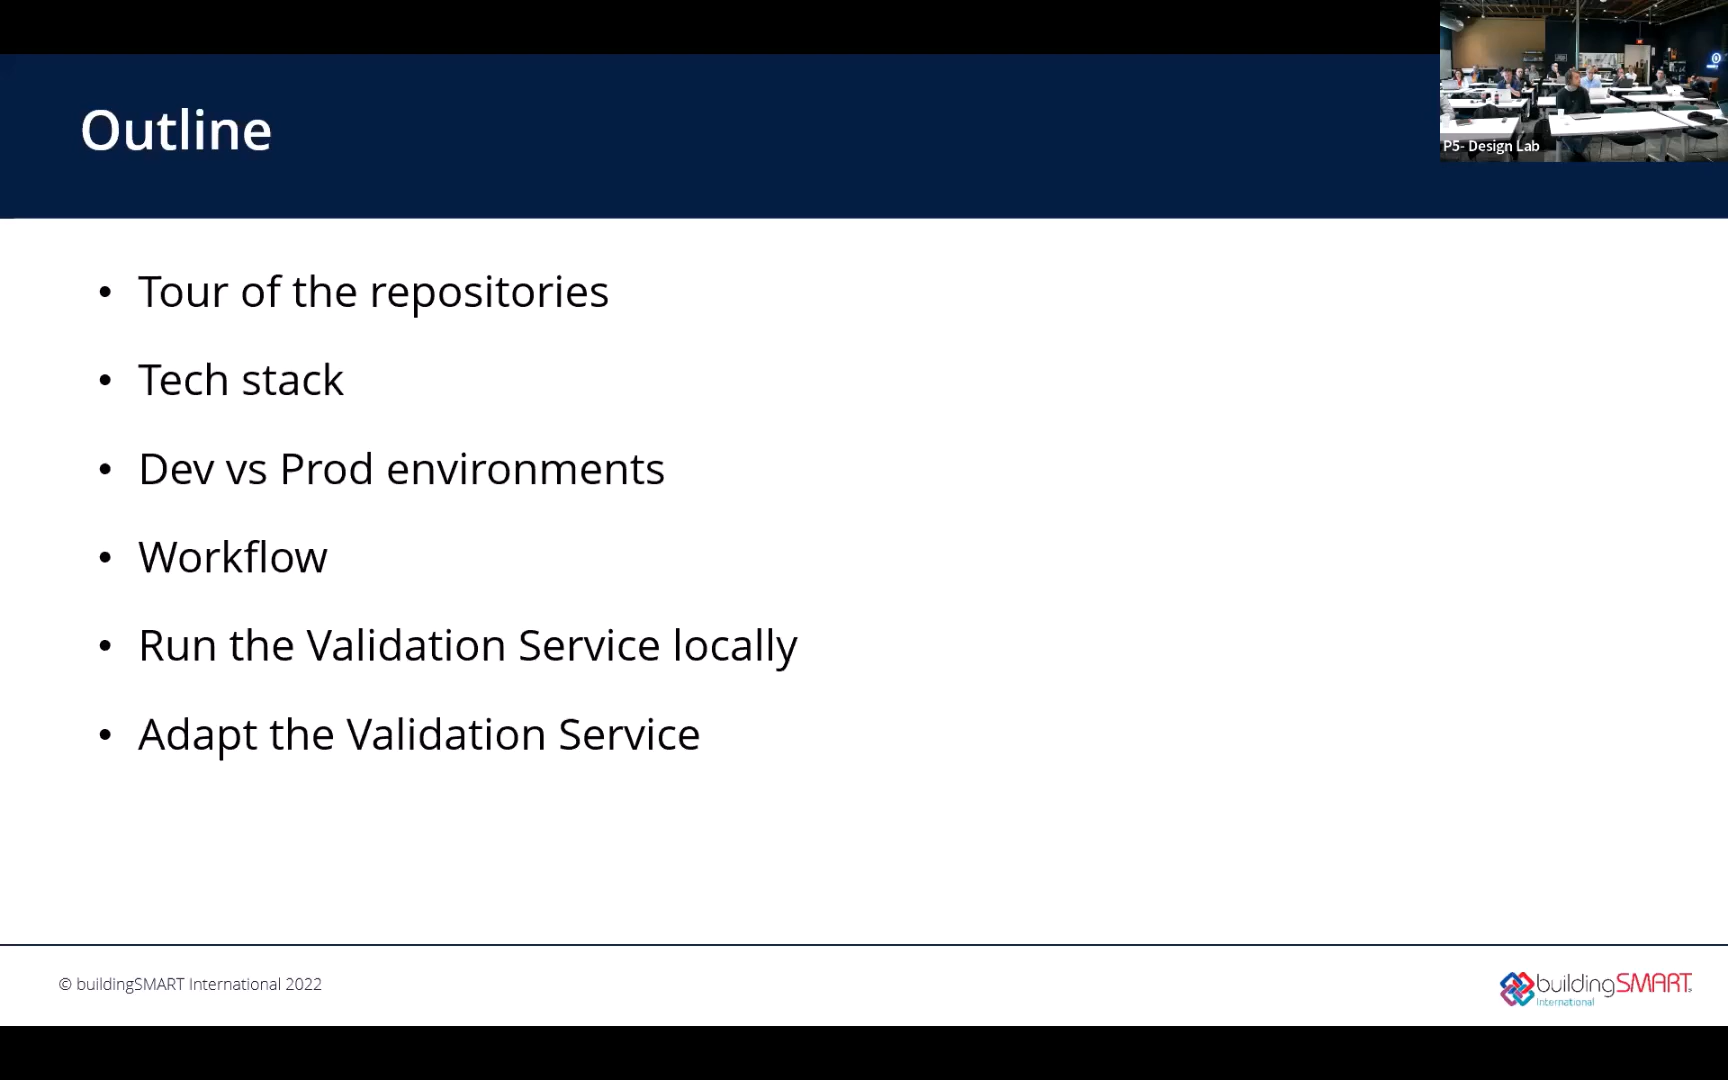 Outline
P5- Design Lab
• Tour of the repositories
• Tech stack
• Dev vs Prod environments
• Workflow
• Run the Validation Service locally
• Adapt the Validation Service
© buildingSMART International 2022
buildingSMART
International